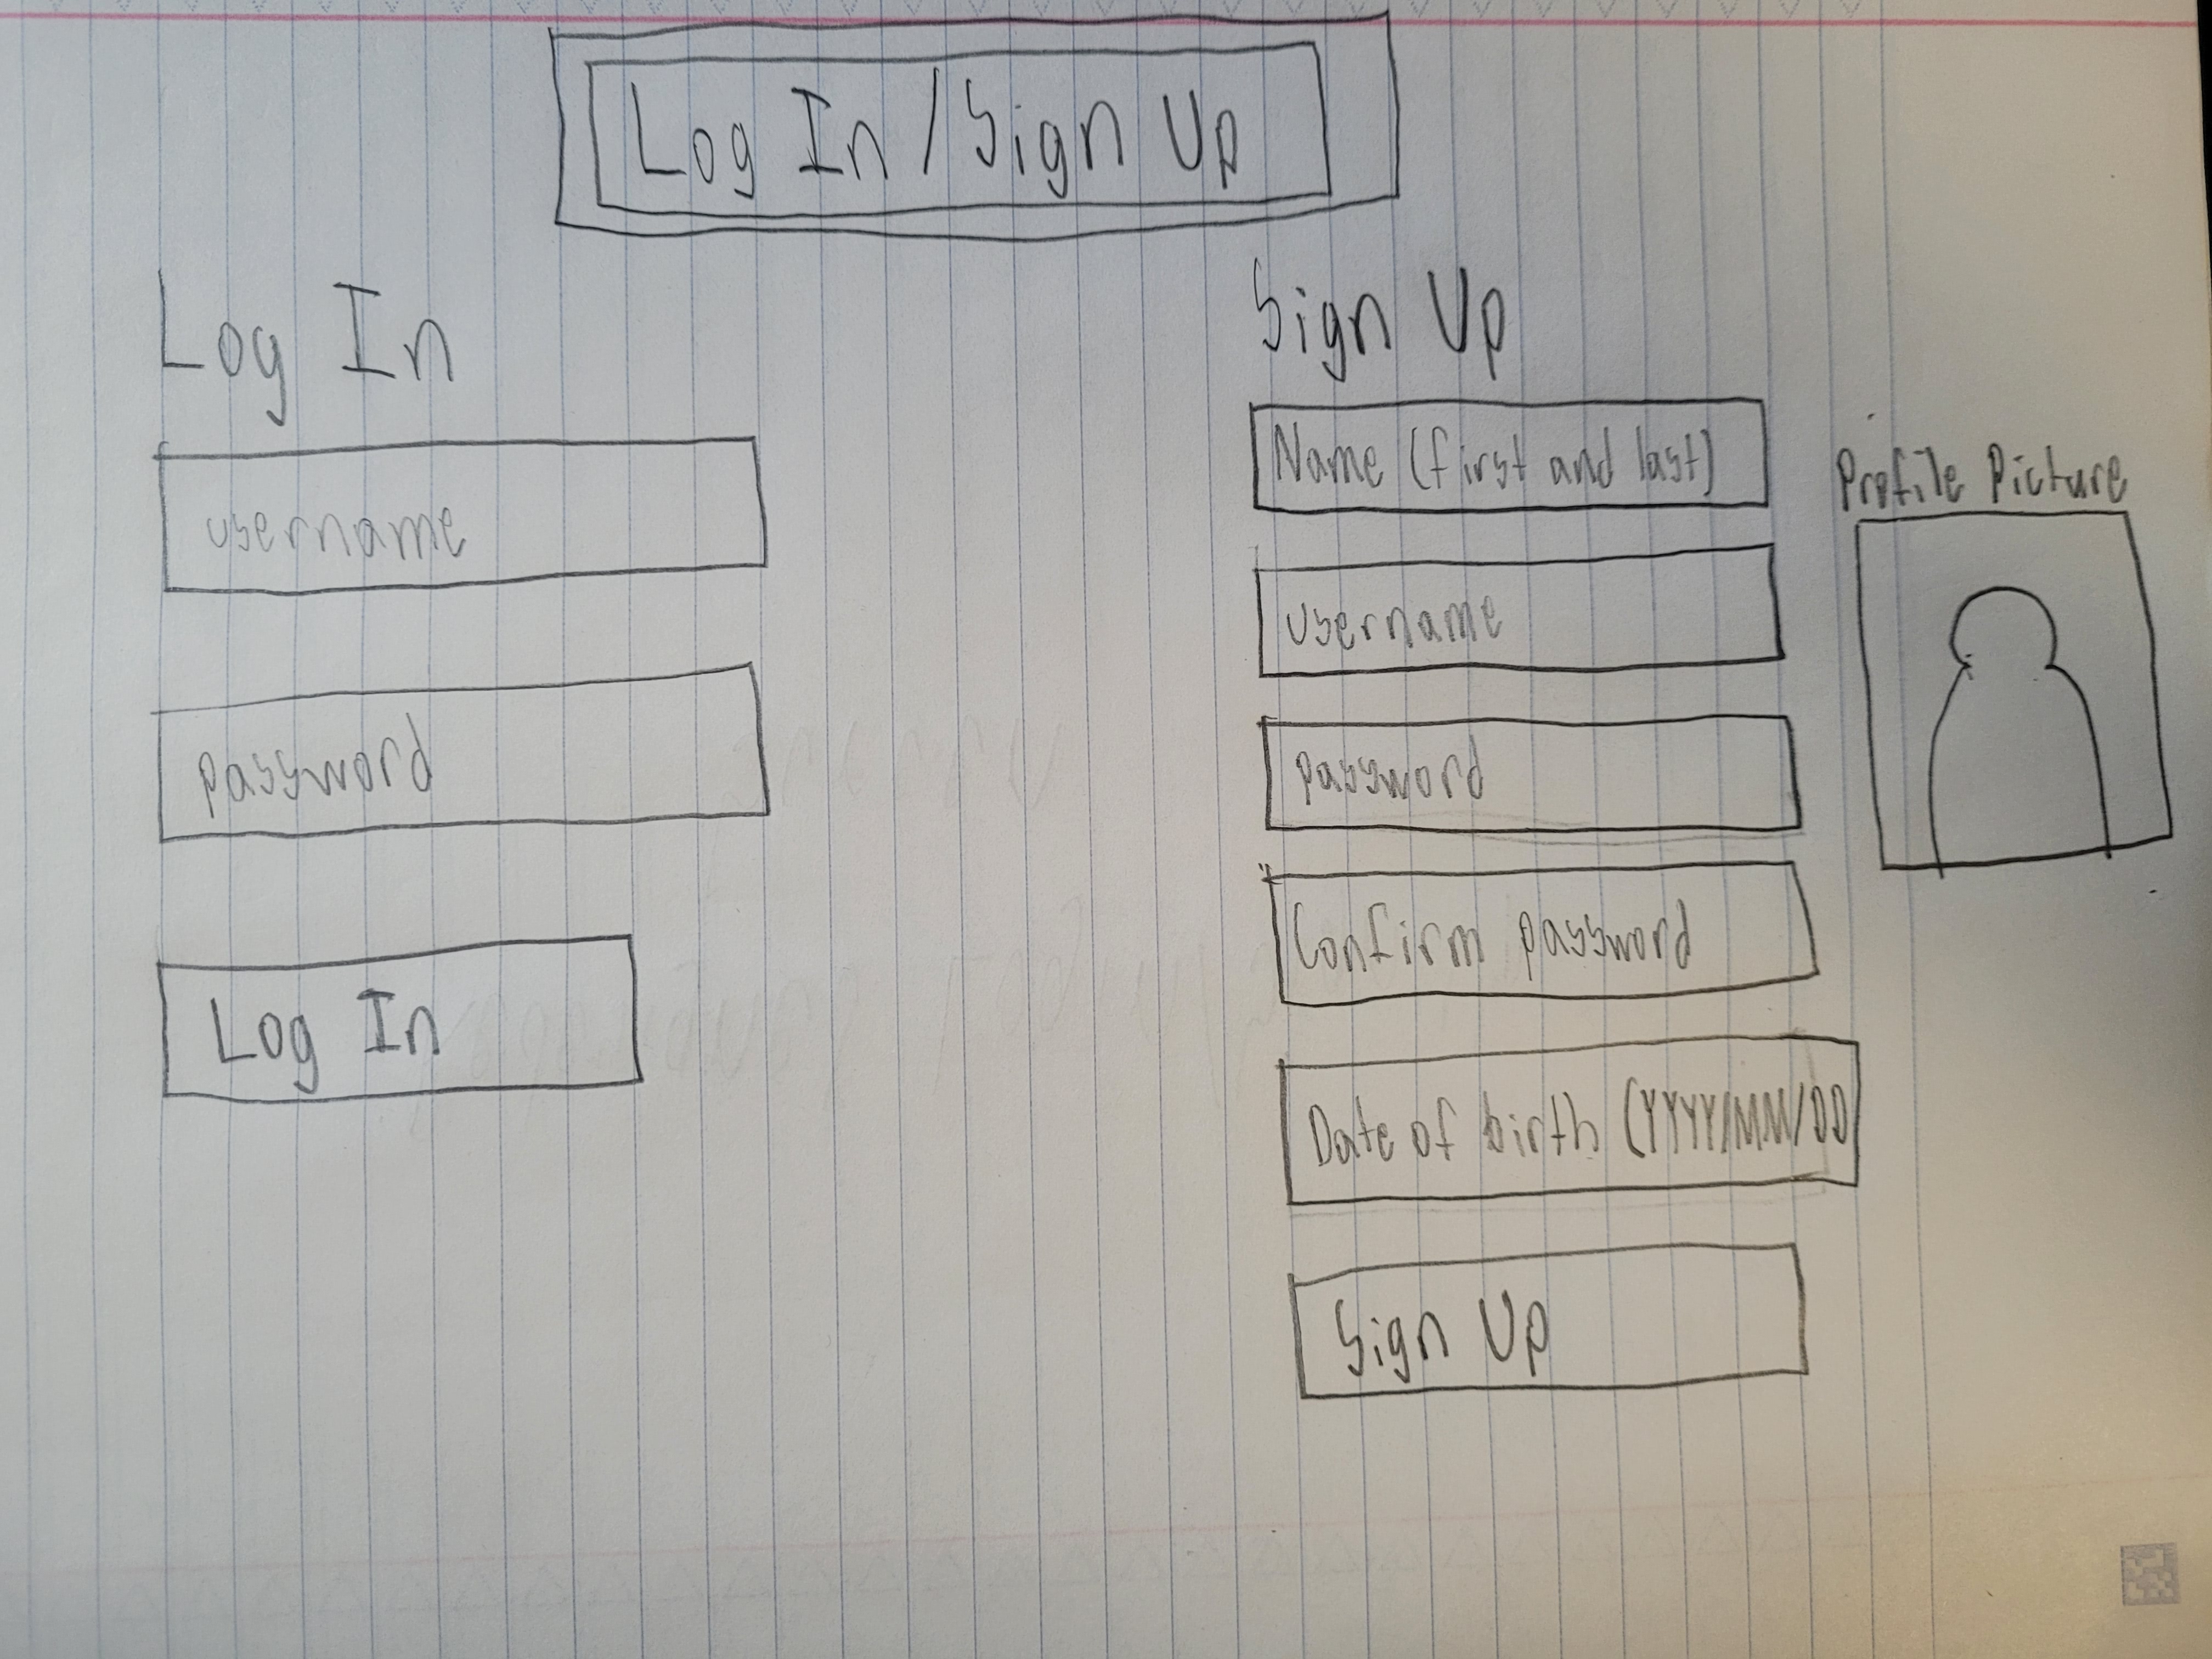 Log In / Sign Up
Log In
username
password
Log In
Sign Up
Name (first and last)
username
password
Confirm password
Date of birth (YYYY/MM/DD
Sign Up
Profile Picture